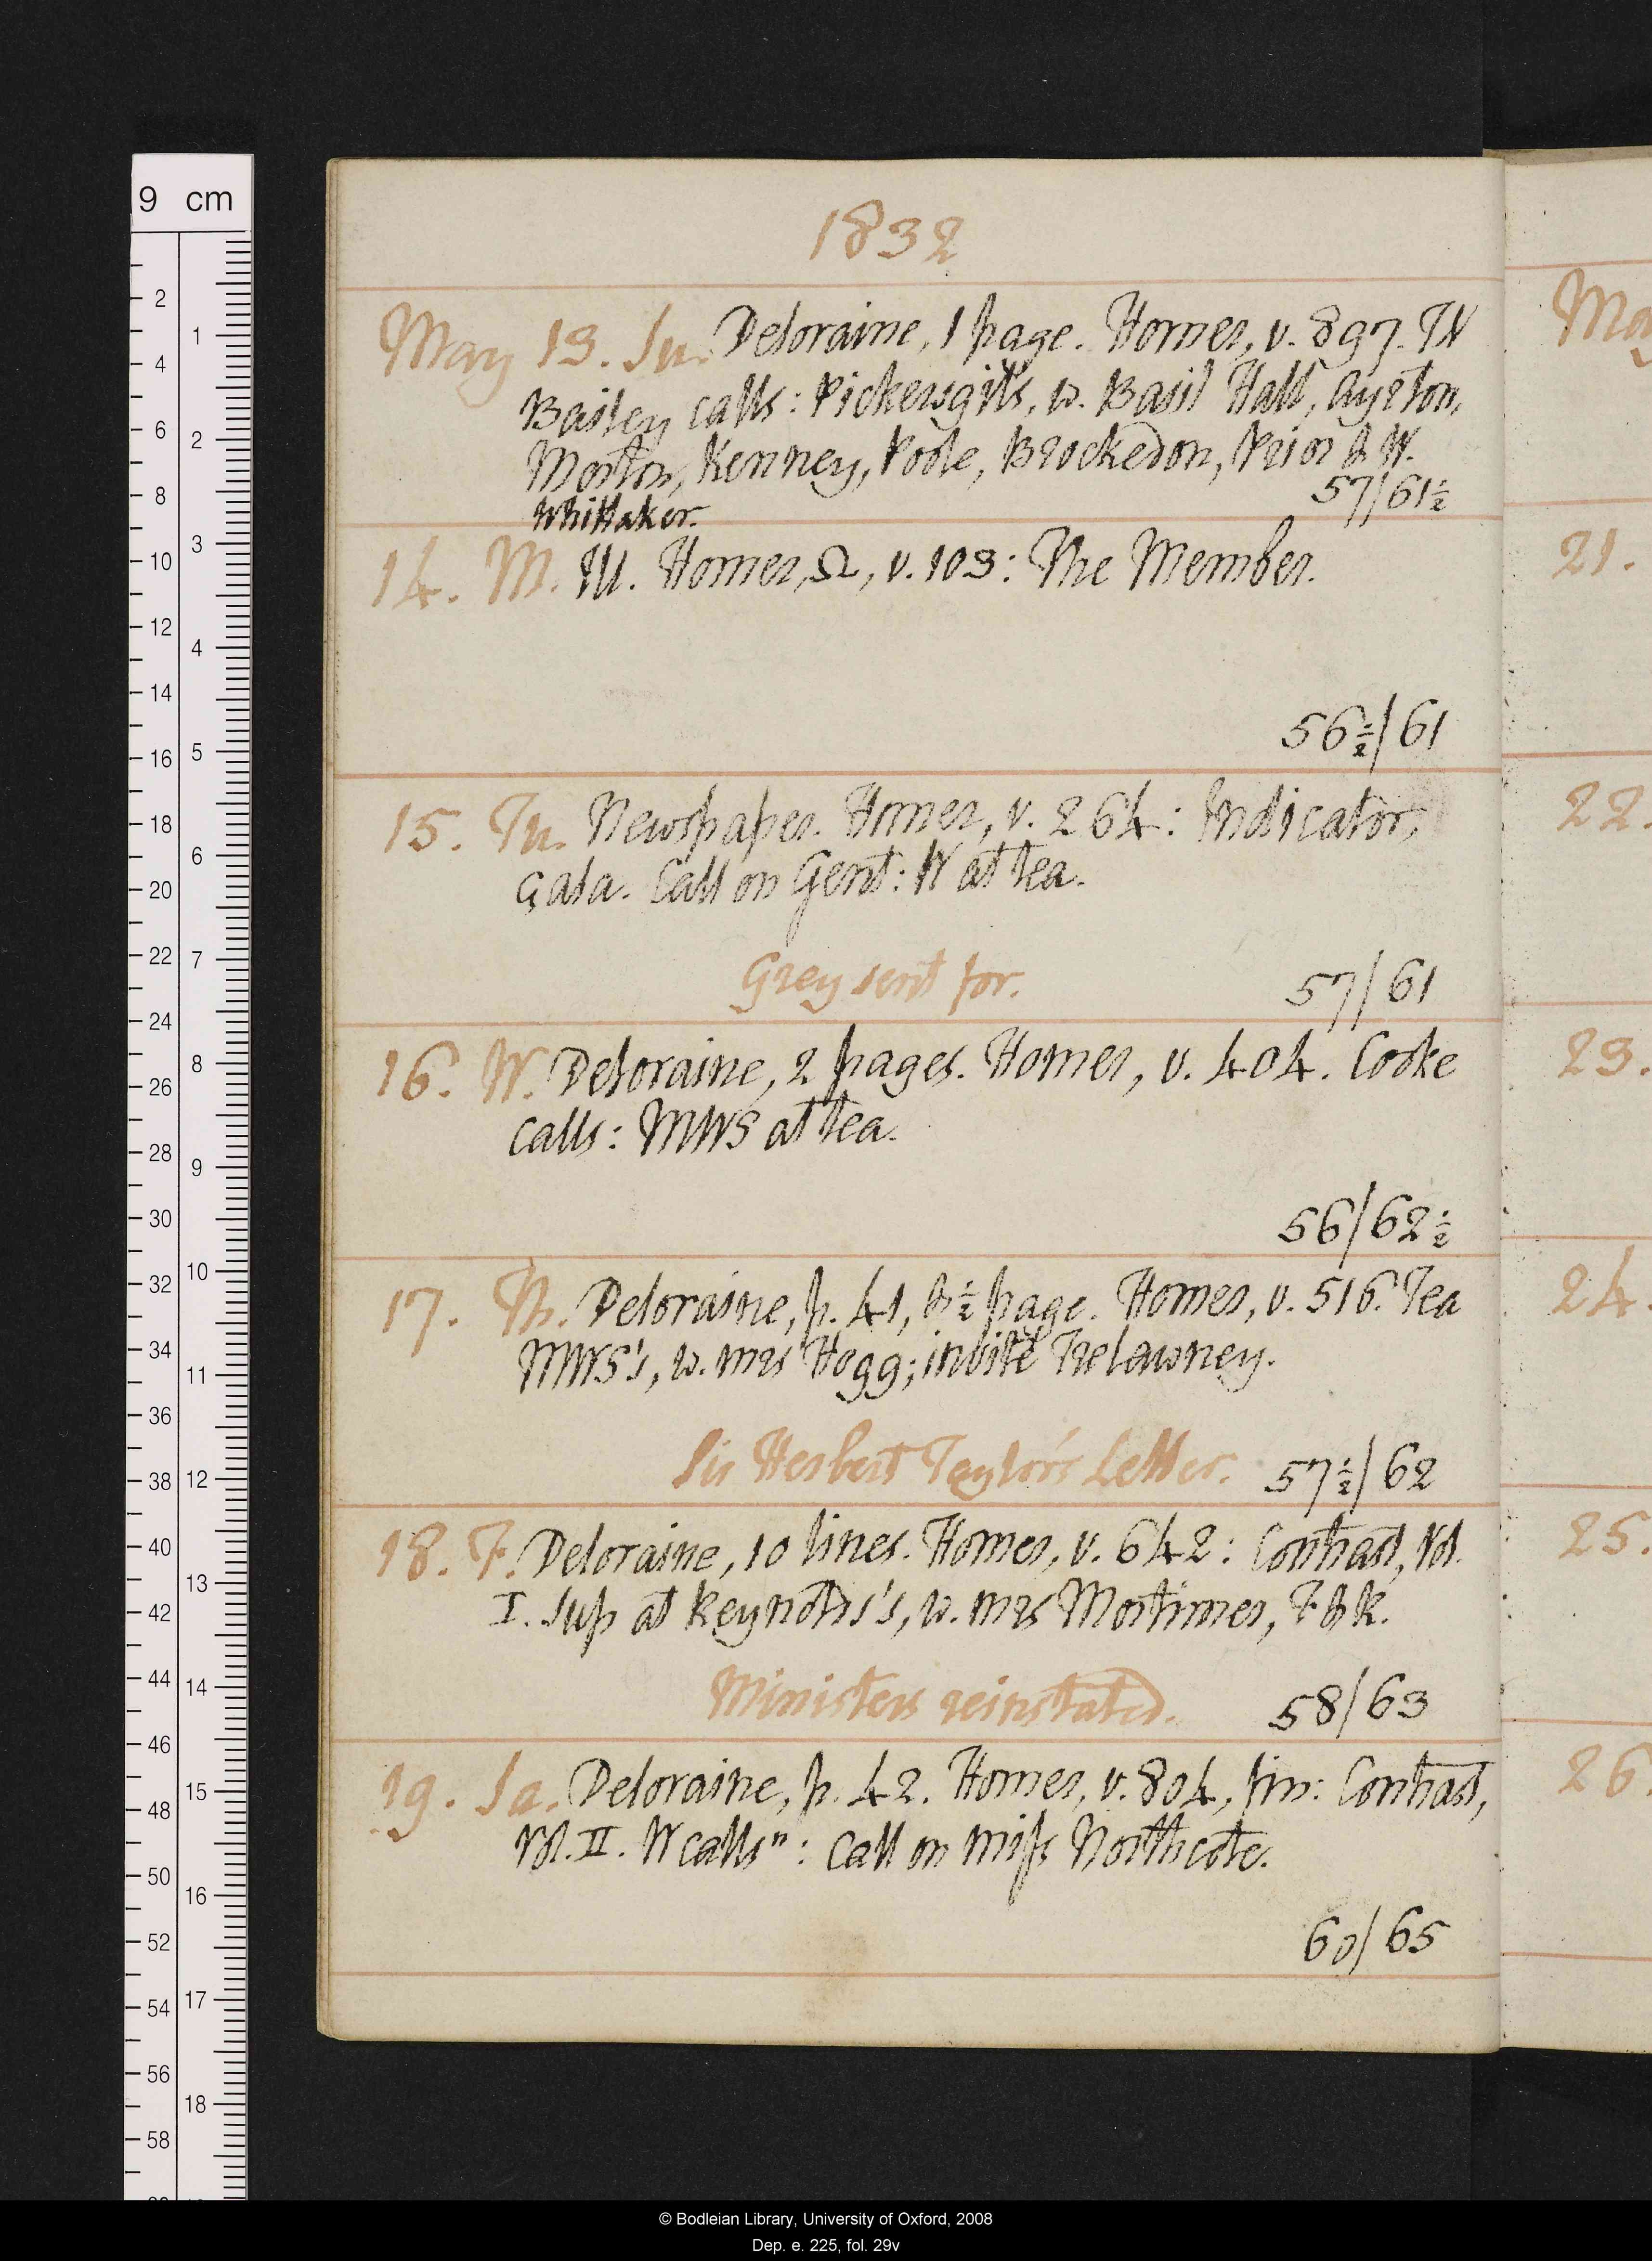 1832
May 13. Su. Deloraine, 1 page. Homer, v. 897. TN
Bailey calls: Pickersgill's, w. Basil Hall, Ayrton,
Morton, Kenney, Poole, Brockedon, Prior & W.
Whittaker. 57/61½
14. M. Ill. Homer, Ω, v. 103: The Member.
56½/61
15. Tu. Newspaper. Homer, v. 264: Indicator,
Gala. Call on Gent: W at tea.
Grey sent for. 57/61
16. W. Deloraine, 2 pages. Homer, v. 404. Cooke
calls: MWS at tea.
56/62½
17. Th. Deloraine, p. 41, & ½ page. Homer, v. 516. Tea
MWS's, w. mrs Hogg; invité Trelawney.
Sir Herbert Taylor's Letter. 57½/62
18. F. Deloraine, 10 lines. Homer, v. 642: Contrast, Vol.
I. Sup at Reynolds's, w. mrs Mortimer, F & K.
Ministers reinstated. 58/63
19. Sa. Deloraine, p. 42. Homer, v. 804, fin: Contrast,
Vol. II. W calls n: call on Miss Northcote.
60/65
Ma
21.
22.
23.
24
25.
26
9 cm
© Bodleian Library, University of Oxford, 2008
Dep. e. 225, fol. 29v